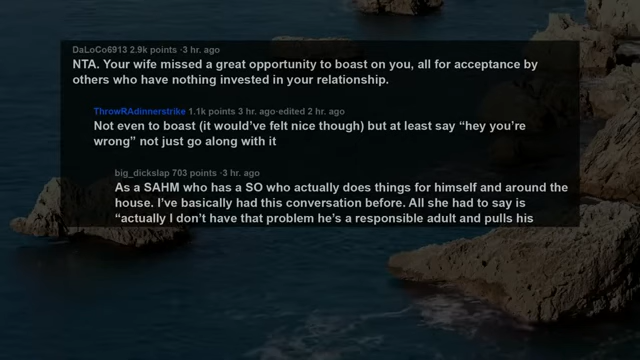 DaLoCo6913 2.9k points ·3 hr. ago
NTA. Your wife missed a great opportunity to boast on you, all for acceptance by
others who have nothing invested in your relationship.
ThrowRAdinnerstrike 1.1k points 3 hr. ago·edited 2 hr. ago
Not even to boast (it would’ve felt nice though) but at least say “hey you’re
wrong” not just go along with it
big_dickslap 703 points ·3 hr. ago
As a SAHM who has a SO who actually does things for himself and around the
house. I’ve basically had this conversation before. All she had to say is
“actually I don’t have that problem he’s a responsible adult and pulls his